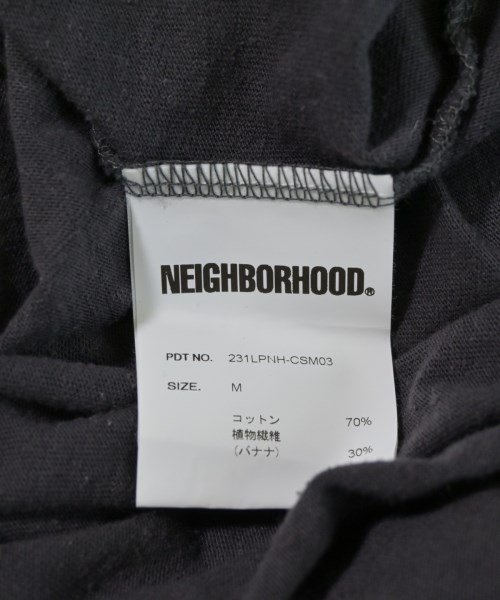 NEIGHBORHOOD®
PDT NO. 231LPNH-CSM03
SIZE. M
コットン 70%
植物繊維
(バナナ) 30%